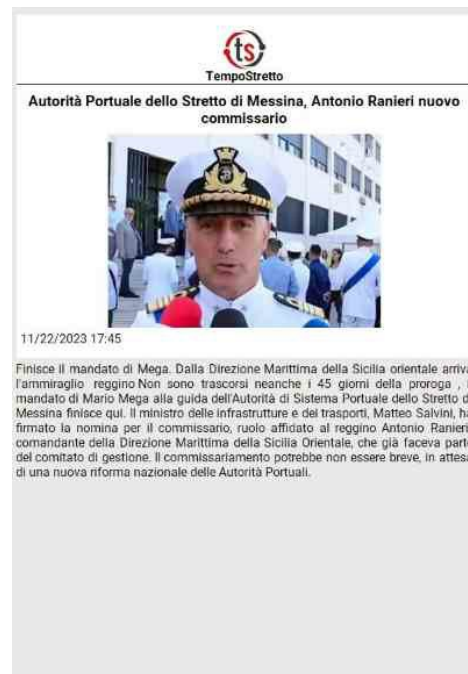 ts
TempoStretto
Autorità Portuale dello Stretto di Messina, Antonio Ranieri nuovo
commissario
11/22/2023 17:45
Finisce il mandato di Mega. Dalla Direzione Marittima della Sicilia orientale arriva
l'ammiraglio reggino Non sono trascorsi neanche i 45 giorni della proroga , i
mandato di Mario Mega alla guida dell'Autorità di Sistema Portuale dello Stretto d
Messina finisce qui. Il ministro delle infrastrutture e dei trasporti, Matteo Salvini, ha
firmato la nomina per il commissario, ruolo affidato al reggino Antonio Ranieri
comandante della Direzione Marittima della Sicilia Orientale, che già faceva parte
del comitato di gestione. Il commissariamento potrebbe non essere breve, in attesa
di una nuova riforma nazionale delle Autorità Portuali.